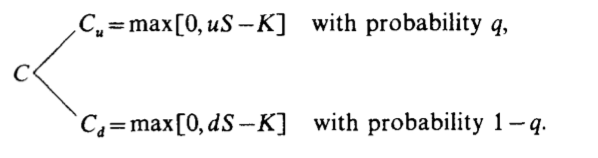 C_u = max[0, uS − K] with probability q,
C
C_d = max[0, dS − K] with probability 1 − q.